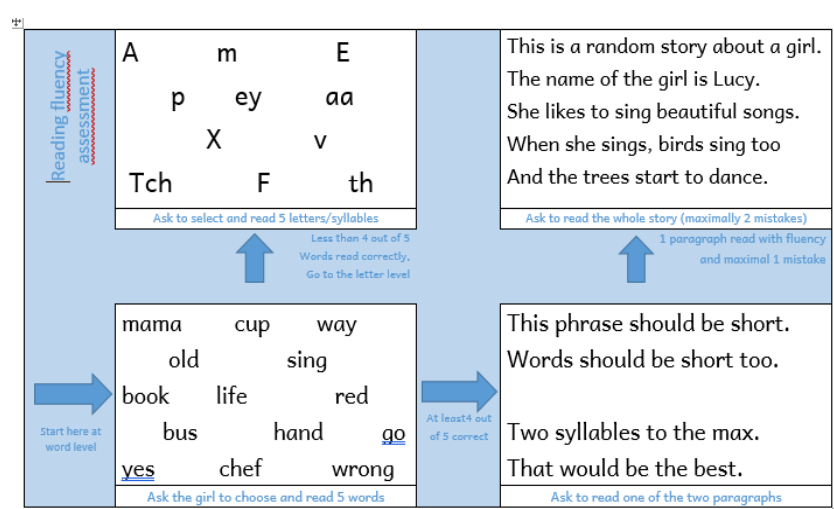 Reading fluency
assessment
A m E
p ey aa
X v
Tch F th
Ask to select and read 5 letters/syllables
This is a random story about a girl.
The name of the girl is Lucy.
She likes to sing beautiful songs.
When she sings, birds sing too
And the trees start to dance.
Ask to read the whole story (maximally 2 mistakes)
Less than 4 out of 5
Words read correctly,
Go to the letter level
1 paragraph read with fluency
and maximal 1 mistake
Start here at
word level
mama cup way
old sing
book life red
bus hand go
yes chef wrong
Ask the girl to choose and read 5 words
At least4 out
of 5 correct
This phrase should be short.
Words should be short too.
Two syllables to the max.
That would be the best.
Ask to read one of the two paragraphs